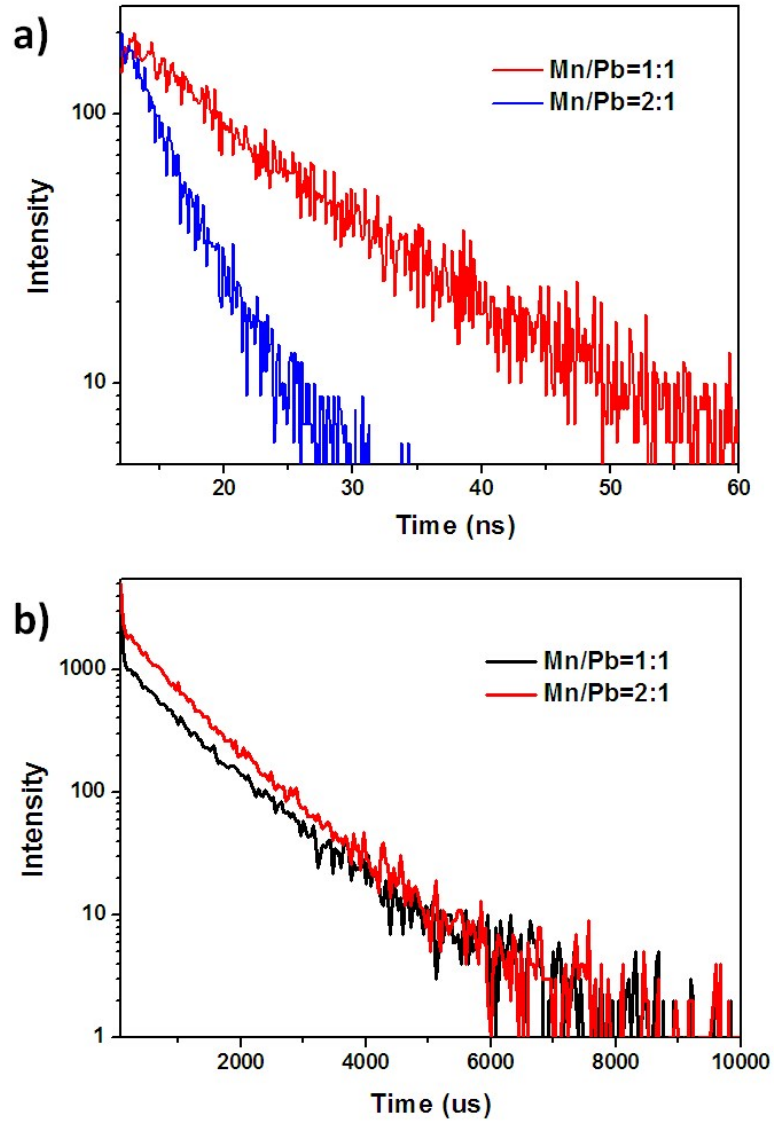 a)
Mn/Pb=1:1
Mn/Pb=2:1
100
10
Intensity
20 30 40 50 60
Time (ns)
b)
Mn/Pb=1:1
Mn/Pb=2:1
1000
100
10
1
Intensity
2000 4000 6000 8000 10000
Time (us)